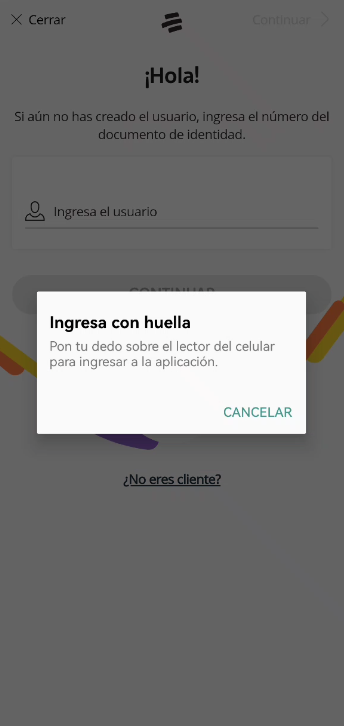 Cerrar
Continuar
¡Hola!
Si aún no has creado el usuario, ingresa el número del
documento de identidad.
Ingresa el usuario
CONTINUAR
Ingresa con huella
Pon tu dedo sobre el lector del celular
para ingresar a la aplicación.
CANCELAR
¿No eres cliente?